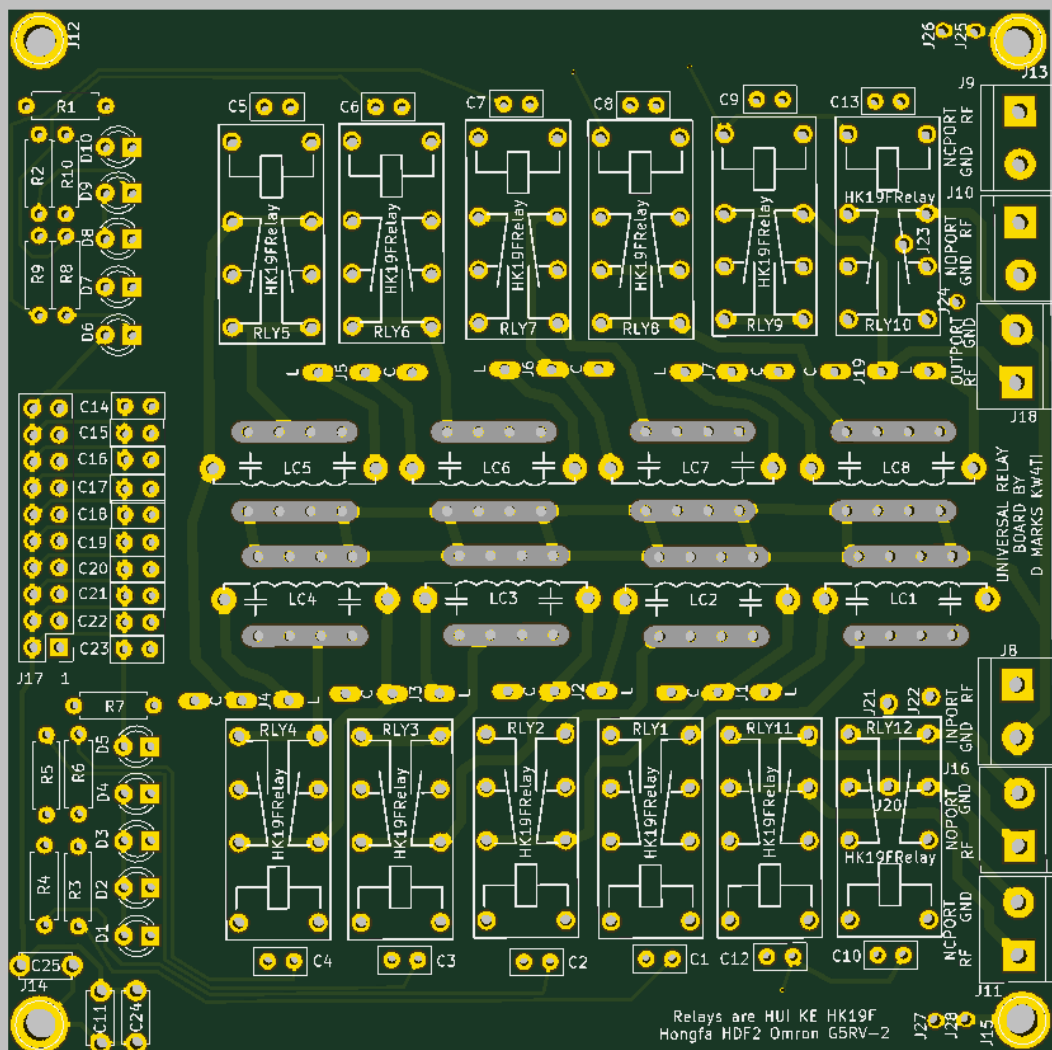 J12
J26
J25
J13
R1
C5
C6
C7
C8
C9
C13
J9
NCPORT
RF
GND
R2
R10
D10
D9
HK19FRelay
HK19FRelay
HK19FRelay
HK19FRelay
HK19FRelay
HK19FRelay
J10
NOPORT
RF
GND
J23
R9
R8
D8
D7
D6
J24
RLY5
RLY6
RLY7
RLY8
RLY9
RLY10
OUTPORT
GND
RF
J18
L J5 C
L J6 C
L J7 C
C J19 L
C14
C15
C16
C17
C18
C19
C20
C21
C22
C23
J17 1
LC5
LC6
LC7
LC8
UNIVERSAL RELAY
BOARD BY
D MARKS KW4TI
LC4
LC3
LC2
LC1
C J4 L
C J3 L
C J2 L
C J1 L
J21
J22
J8
INPORT
RF
GND
R7
R5
R6
D5
D4
D3
D2
D1
R4
R3
RLY4
RLY3
RLY2
RLY1
RLY11
RLY12
HK19FRelay
HK19FRelay
HK19FRelay
HK19FRelay
HK19FRelay
J20
HK19FRelay
J16
NOPORT
GND
RF
NCPORT
GND
RF
J11
C25
J14
C11
C24
C4
C3
C2
C1
C12
C10
Relays are HUI KE HK19F
Hongfa HDF2 Omron G5RV-2
J27
J28
J15